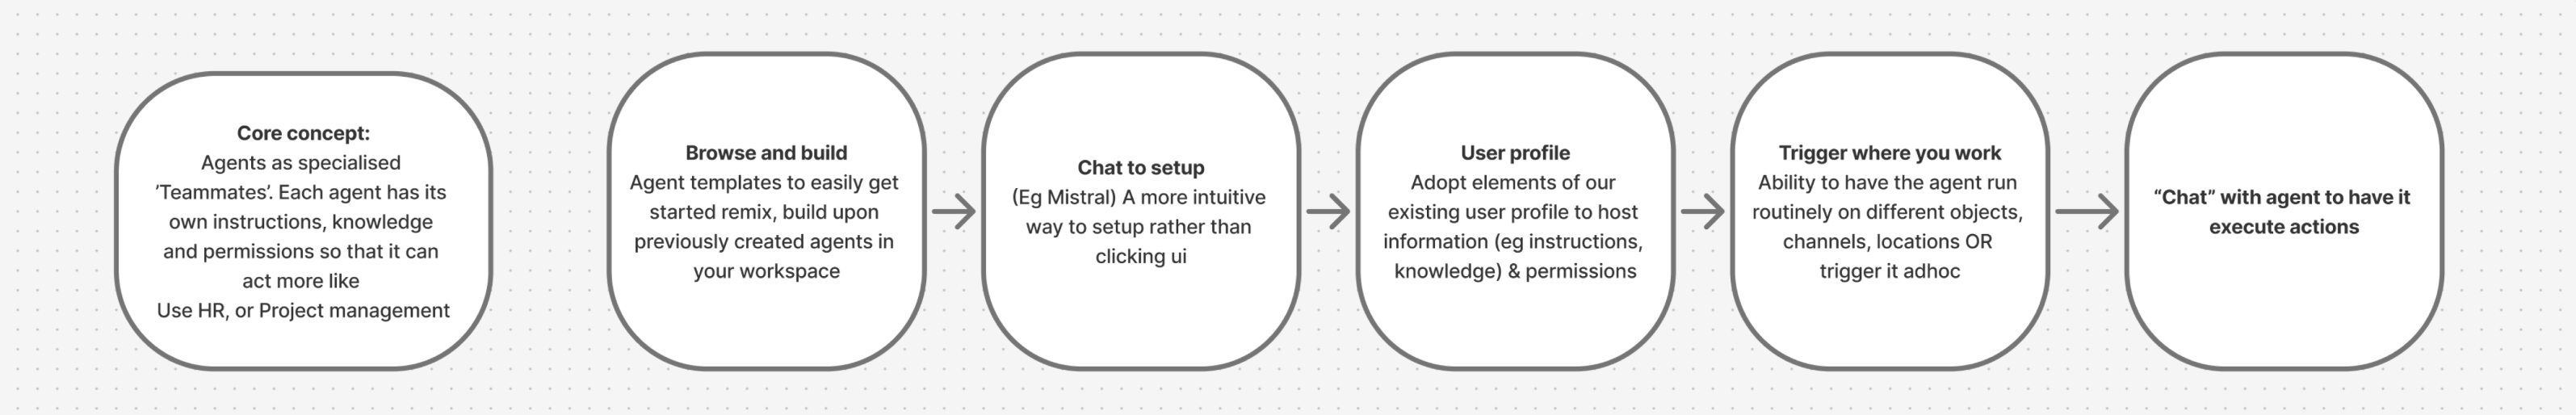 Core concept:
Agents as specialised
'Teammates'. Each agent has its
own instructions, knowledge
and permissions so that it can
act more like
Use HR, or Project management
Browse and build
Agent templates to easily get
started remix, build upon
previously created agents in
your workspace
Chat to setup
(Eg Mistral) A more intuitive
way to setup rather than
clicking ui
User profile
Adopt elements of our
existing user profile to host
information (eg instructions,
knowledge) & permissions
Trigger where you work
Ability to have the agent run
routinely on different objects,
channels, locations OR
trigger it adhoc
“Chat” with agent to have it
execute actions